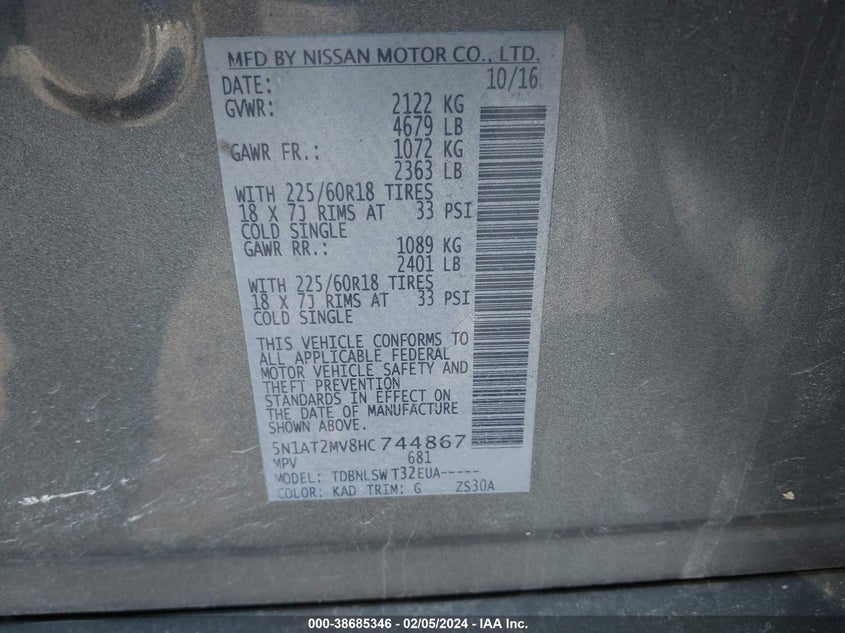 MFD BY NISSAN MOTOR CO., LTD.
DATE: 10/16
GVWR: 2122 KG
4679 LB
GAWR FR.: 1072 KG
2363 LB
WITH 225/60R18 TIRES
18 X 7J RIMS AT 33 PSI
COLD SINGLE
GAWR RR.: 1089 KG
2401 LB
WITH 225/60R18 TIRES
18 X 7J RIMS AT 33 PSI
COLD SINGLE
THIS VEHICLE CONFORMS TO
ALL APPLICABLE FEDERAL
MOTOR VEHICLE SAFETY AND
THEFT PREVENTION
STANDARDS IN EFFECT ON
THE DATE OF MANUFACTURE
SHOWN ABOVE.
5N1AT2MV8HC744867
MPV 681
MODEL: TDBNLSW T32EUA-----
COLOR: KAD TRIM: G ZS30A
000-38685346 - 02/05/2024 - IAA Inc.